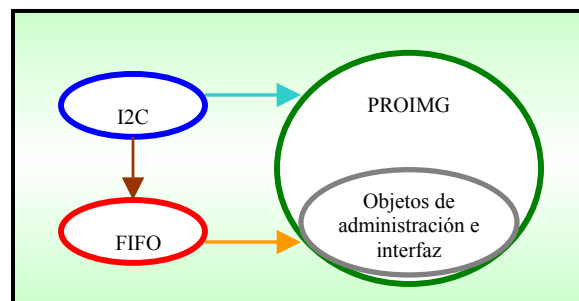 I2C
PROIMG
FIFO
Objetos de
administración e
interfaz